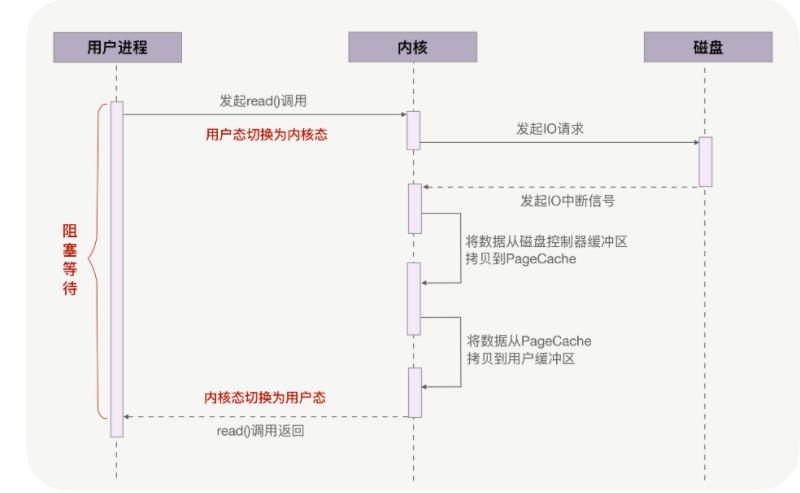 用户进程
内核
磁盘
发起read()调用
用户态切换为内核态
发起IO请求
发起IO中断信号
阻塞等待
将数据从磁盘控制器缓冲区
拷贝到PageCache
将数据从PageCache
拷贝到用户缓冲区
内核态切换为用户态
read()调用返回